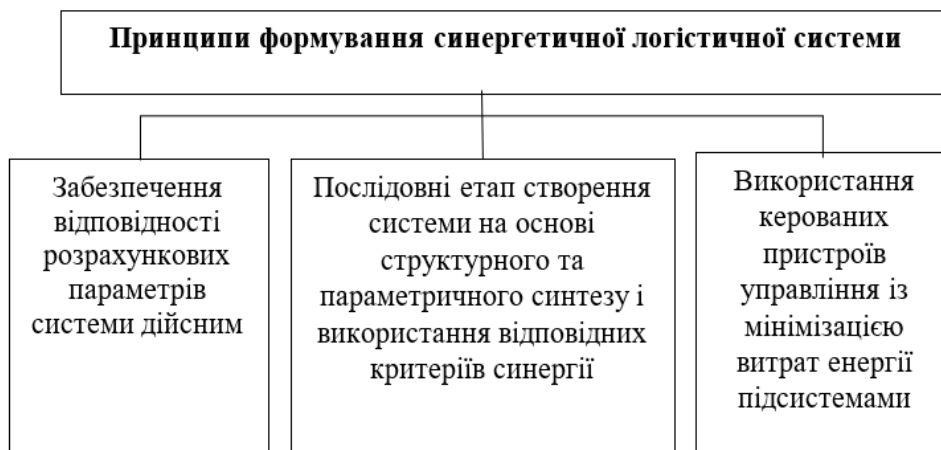 Принципи формування синергетичної логістичної системи
Забезпечення
відповідності
розрахункових
параметрів
системи дійсним
Послідовні етап створення
системи на основі
структурного та
параметричного синтезу і
використання відповідних
критеріїв синергії
Використання
керованих
пристроїв
управління із
мінімізацією
витрат енергії
підсистемами